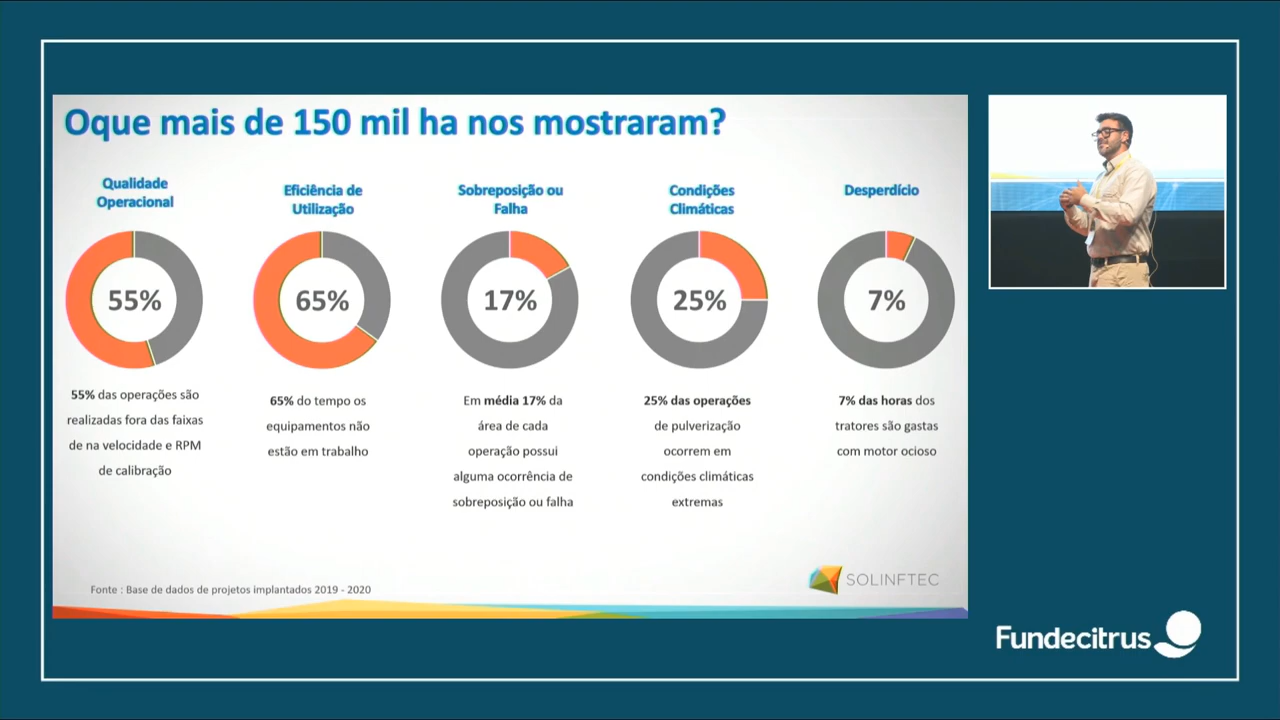 Oque mais de 150 mil ha nos mostraram?
Qualidade
Operacional
55%
55% das operações são
realizadas fora das faixas
de na velocidade e RPM
de calibração
Eficiência de
Utilização
65%
65% do tempo os
equipamentos não
estão em trabalho
Sobreposição ou
Falha
17%
Em média 17% da
área de cada
operação possui
alguma ocorrência de
sobreposição ou falha
Condições
Climáticas
25%
25% das operações
de pulverização
ocorrem em
condições climáticas
extremas
Desperdício
7%
7% das horas dos
tratores são gastas
com motor ocioso
Fonte : Base de dados de projetos implantados 2019 - 2020
SOLINFTEC
Fundecitrus